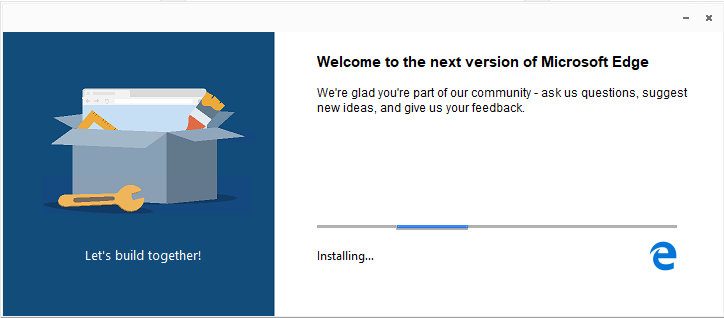 Welcome to the next version of Microsoft Edge
We're glad you're part of our community - ask us questions, suggest
new ideas, and give us your feedback.
Let's build together!
Installing...